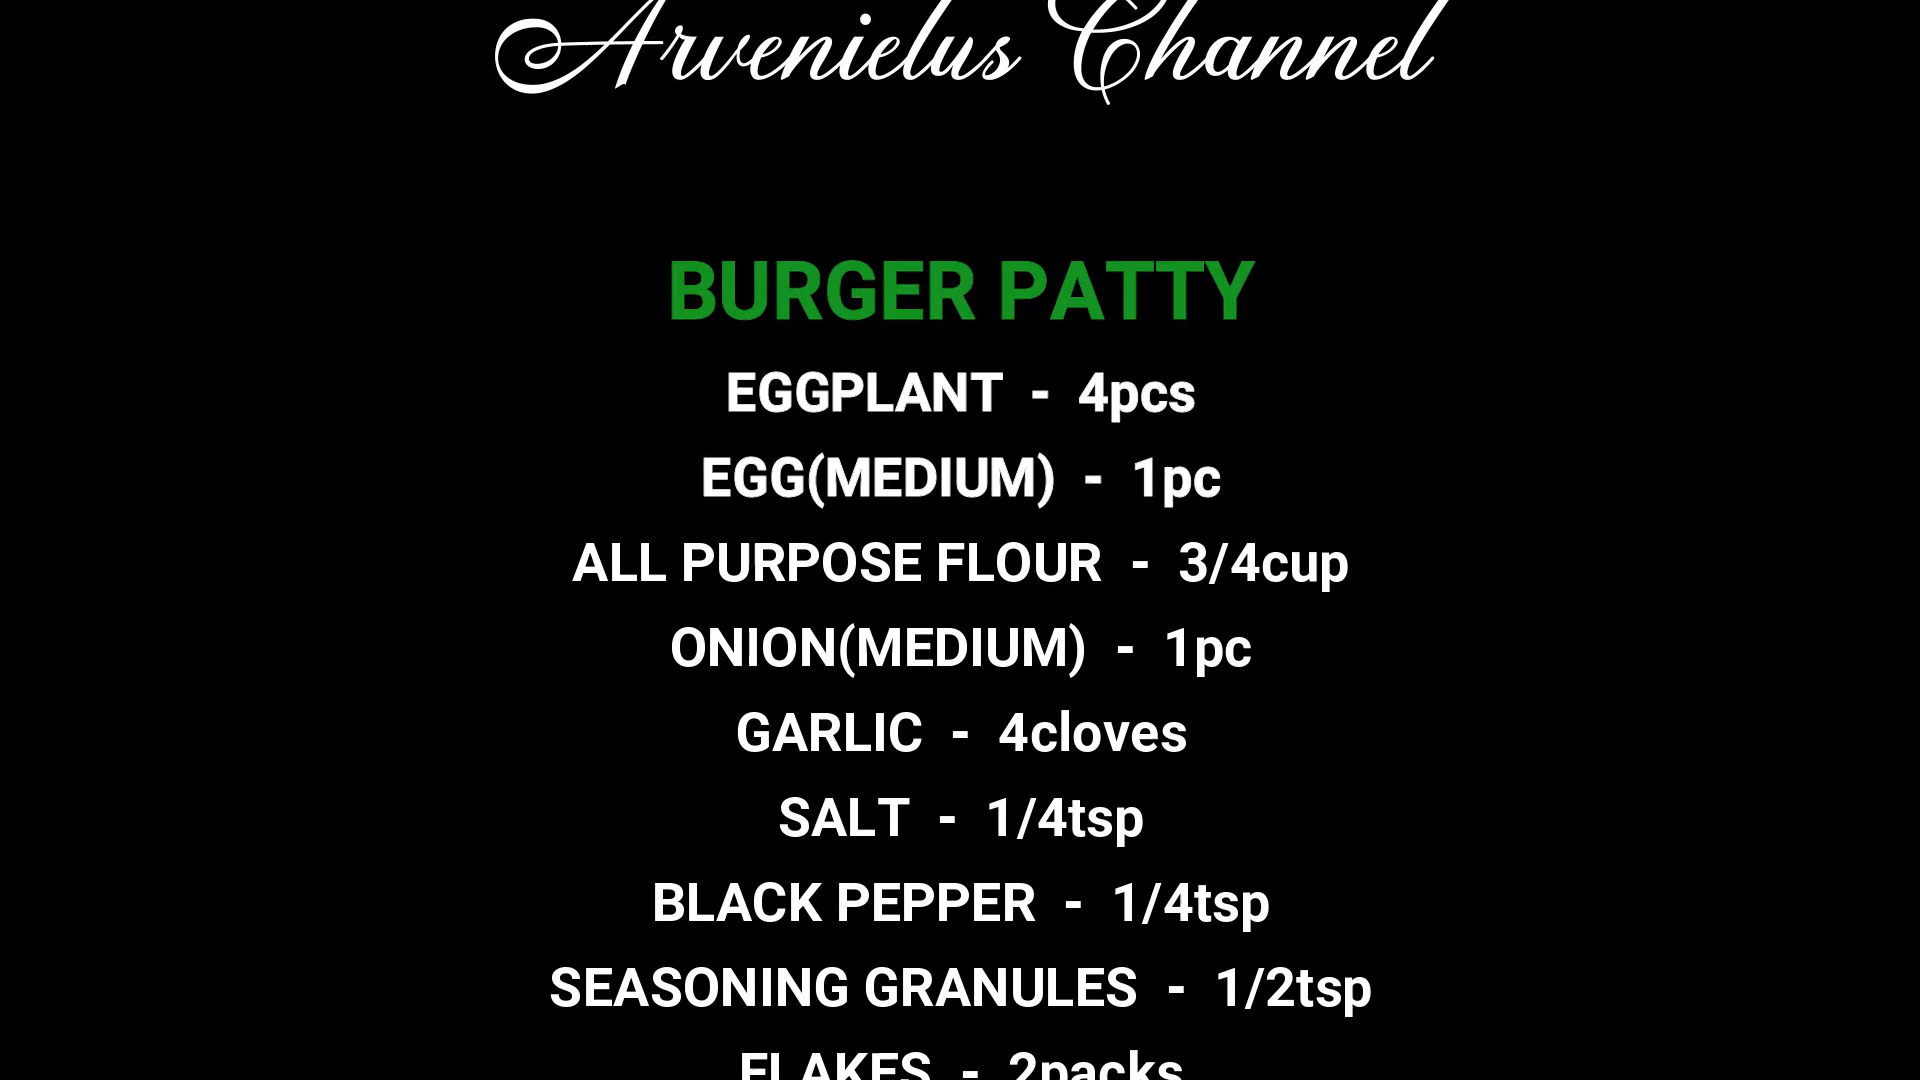 Arvenielus Channel
BURGER PATTY
EGGPLANT - 4pcs
EGG(MEDIUM) - 1pc
ALL PURPOSE FLOUR - 3/4cup
ONION(MEDIUM) - 1pc
GARLIC - 4cloves
SALT - 1/4tsp
BLACK PEPPER - 1/4tsp
SEASONING GRANULES - 1/2tsp
FLAKES - 2packs